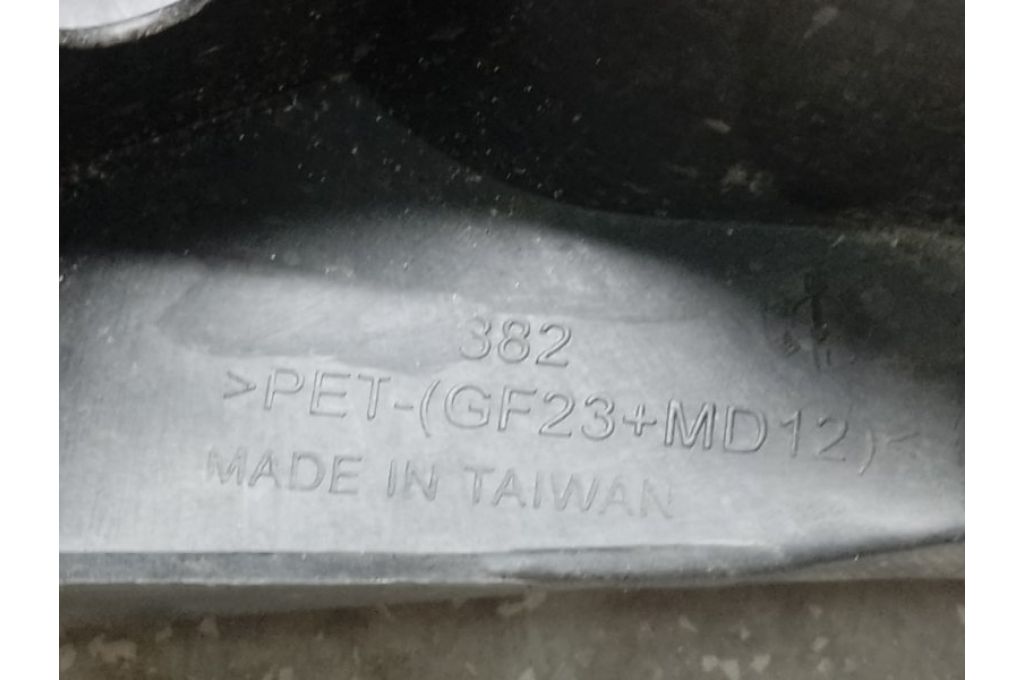 382
>PET-(GF23+MD12)<
MADE IN TAIWAN